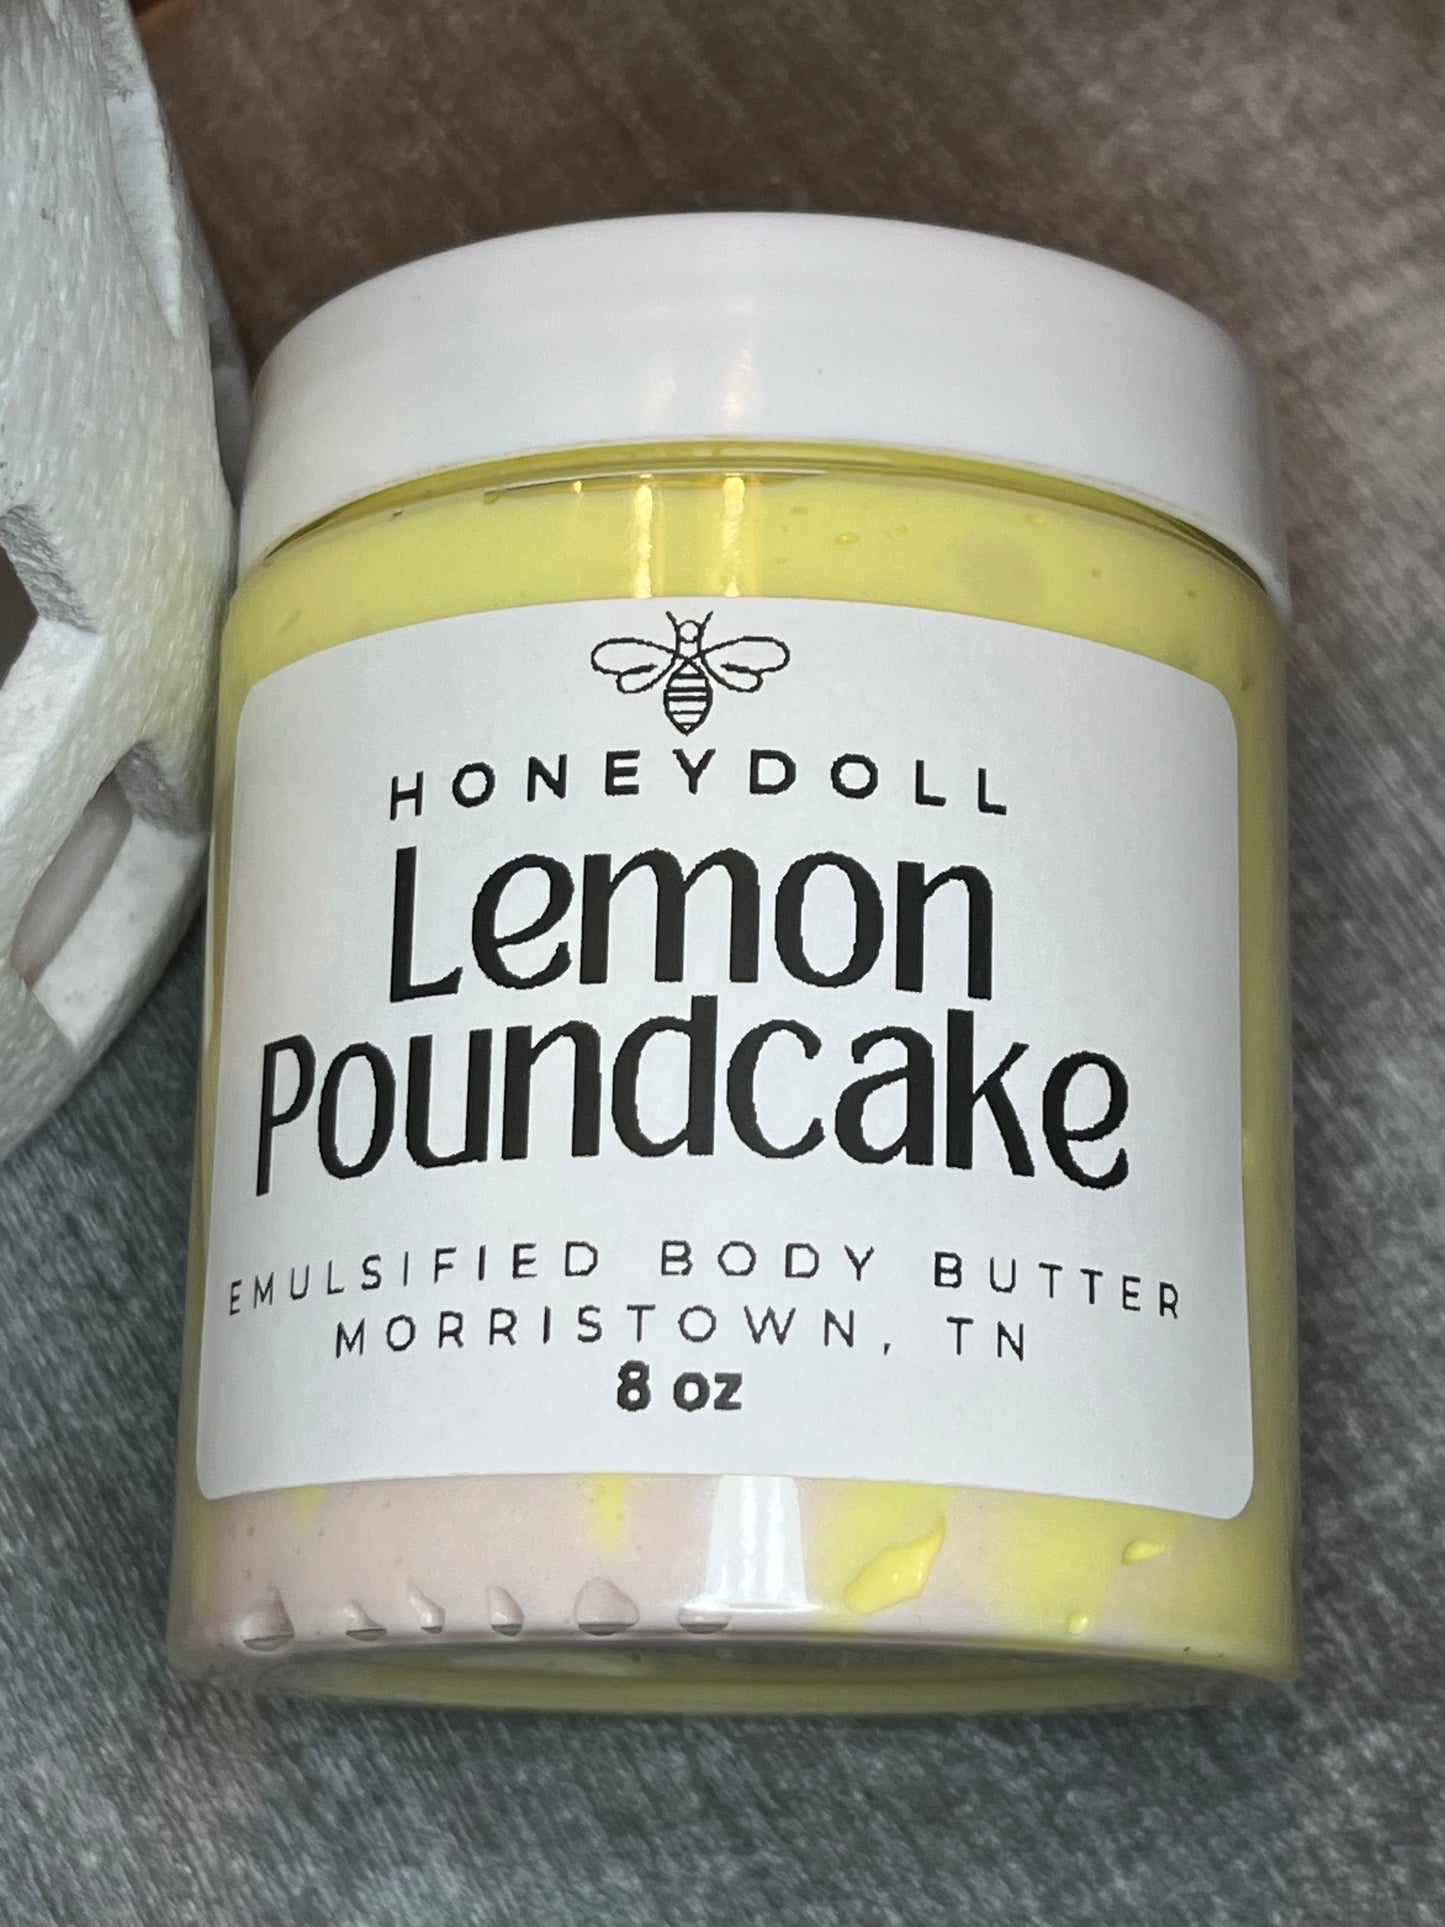 HONEYDOLL
Lemon
Poundcake
EMULSIFIED BODY BUTTER
MORRISTOWN, TN
8 oz